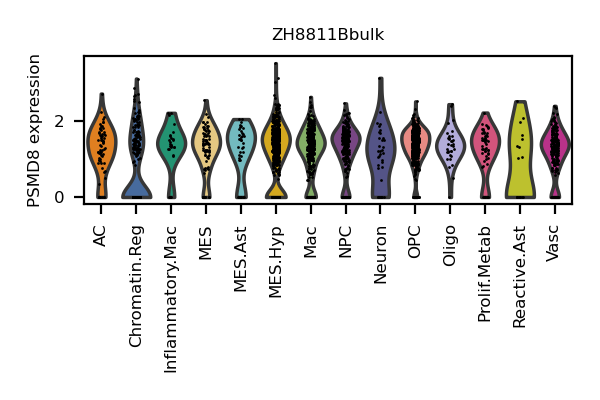 ZH8811Bbulk
PSMD8 expression
2
0
AC
Chromatin.Reg
Inflammatory.Mac
MES
MES.Ast
MES.Hyp
Mac
NPC
Neuron
OPC
Oligo
Prolif.Metab
Reactive.Ast
Vasc